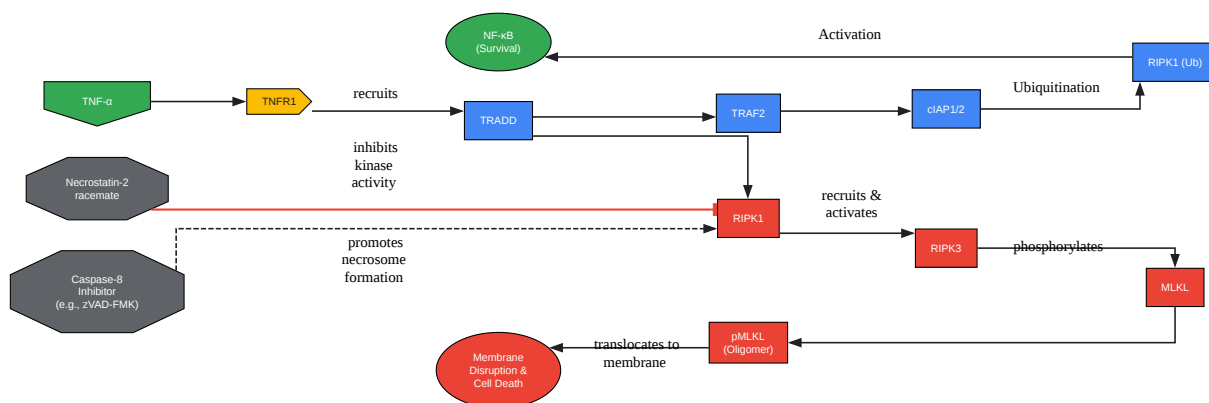 NF-κB
(Survival)
Activation
RIPK1 (Ub)
TNF-α
TNFR1
recruits
TRADD
TRAF2
cIAP1/2
Ubiquitination
inhibits
kinase
activity
Necrostatin-2
racemate
RIPK1
recruits &
activates
RIPK3
phosphorylates
MLKL
promotes
necrosome
formation
Caspase-8
Inhibitor
(e.g., zVAD-FMK)
pMLKL
(Oligomer)
translocates to
membrane
Membrane
Disruption &
Cell Death